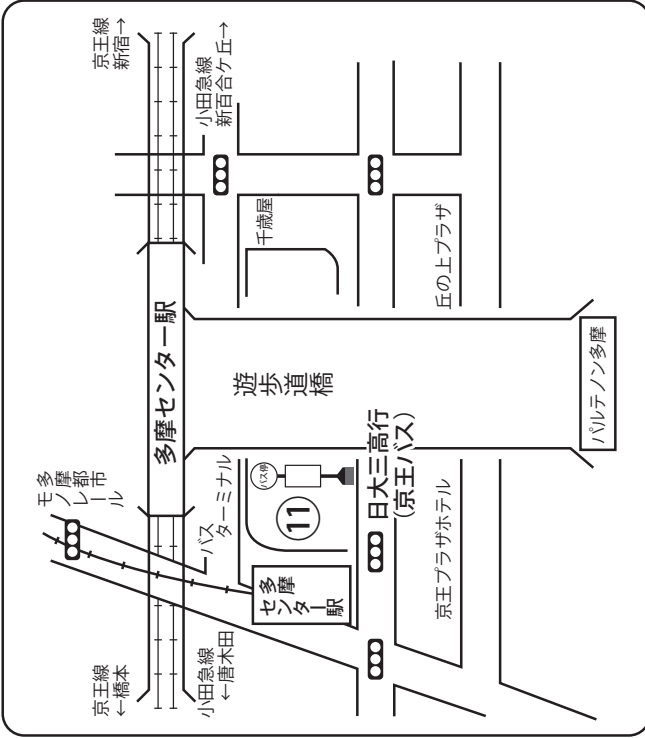 京王線
新宿→
小田急線
新百合ケ丘→
千歳屋
丘の上プラザ
多摩センター駅
遊歩道橋
パルテノン多摩
多摩都市
モノレール
バス
ターミナル
バス停
11
日大三高行
(京王バス)
多摩
センター駅
京王プラザホテル
京王線
←橋本
小田急線
←唐木田